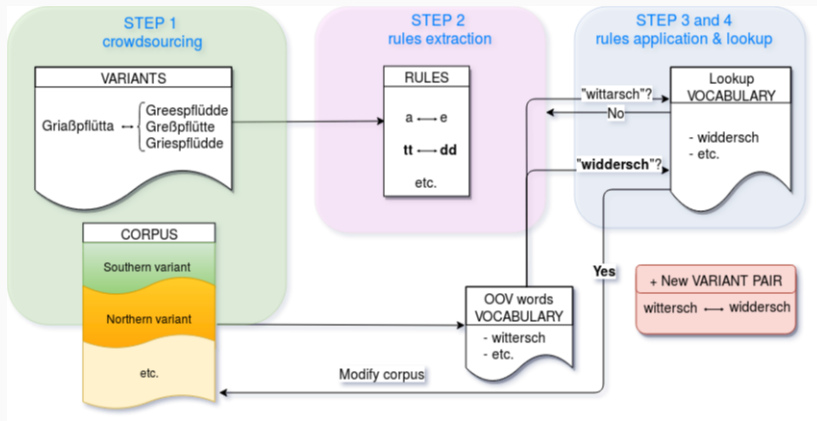 STEP 1
crowdsourcing
VARIANTS
Griaßpflütta ↔
Greespflüdde
Greßpflütte
Griespflüdde
CORPUS
Southern variant
Northern variant
etc.
STEP 2
rules extraction
RULES
a ⟷ e
tt ⟷ dd
etc.
STEP 3 and 4
rules application & lookup
"wittarsch"?
No
"widdersch"?
Lookup
VOCABULARY
- widdersch
- etc.
Yes
OOV words
VOCABULARY
- wittersch
- etc.
Modify corpus
+ New VARIANT PAIR
wittersch ⟷ widdersch